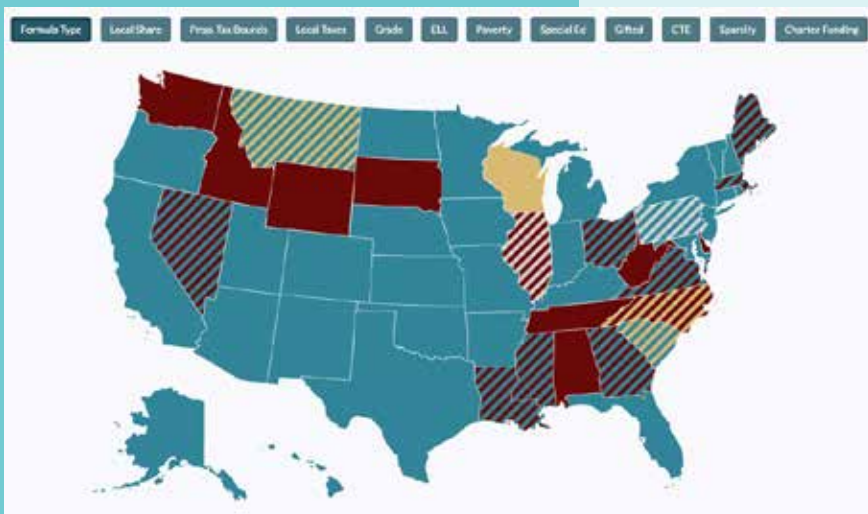 Formula Type Local Share Prop. Tax Bounds Local Taxes Grade ELL Poverty Special Ed Gifted CTE Sparsity Charter Funding